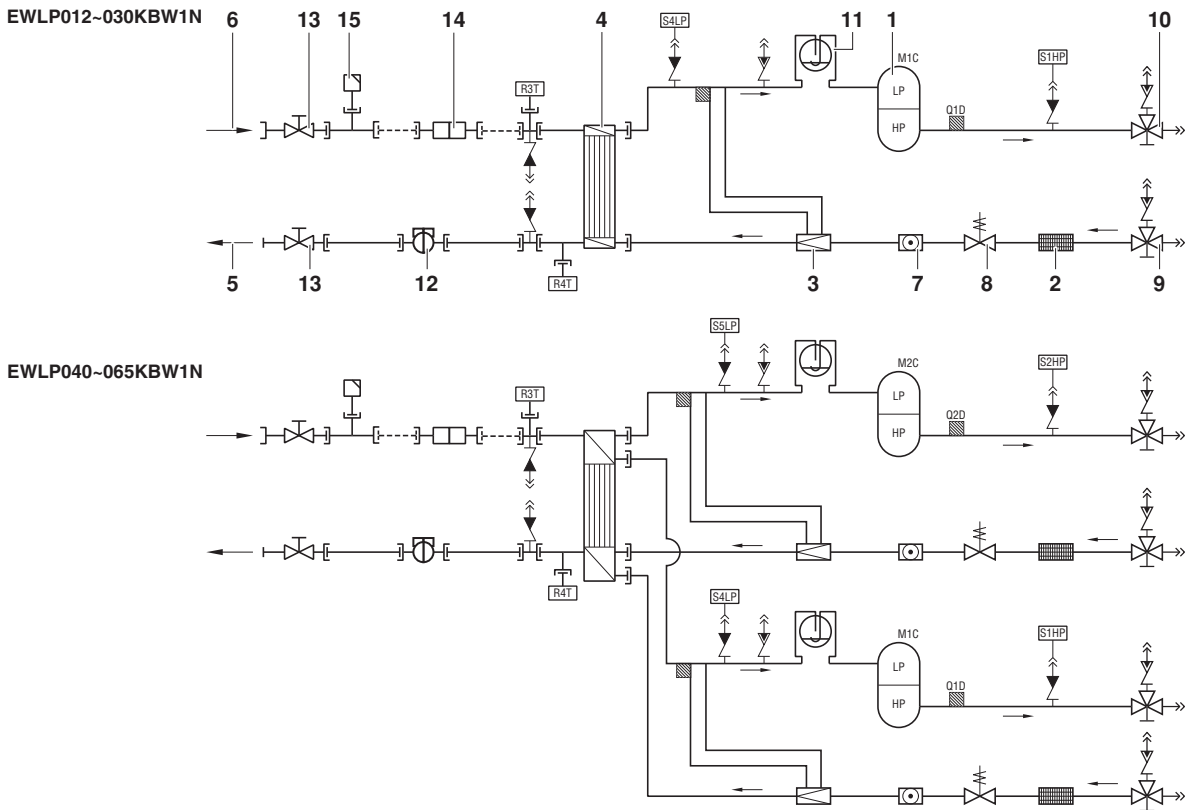 EWLP012~030KBW1N 6 13 15 14 4 S4LP 11 1 M1C 10
S1HP
R3T
LP
Q1D
HP
5 13 12 R4T 3 7 8 2 9
EWLP040~065KBW1N
S5LP
M2C
S2HP
R3T
LP
Q2D
HP
R4T
S4LP
M1C
S1HP
LP
Q1D
HP